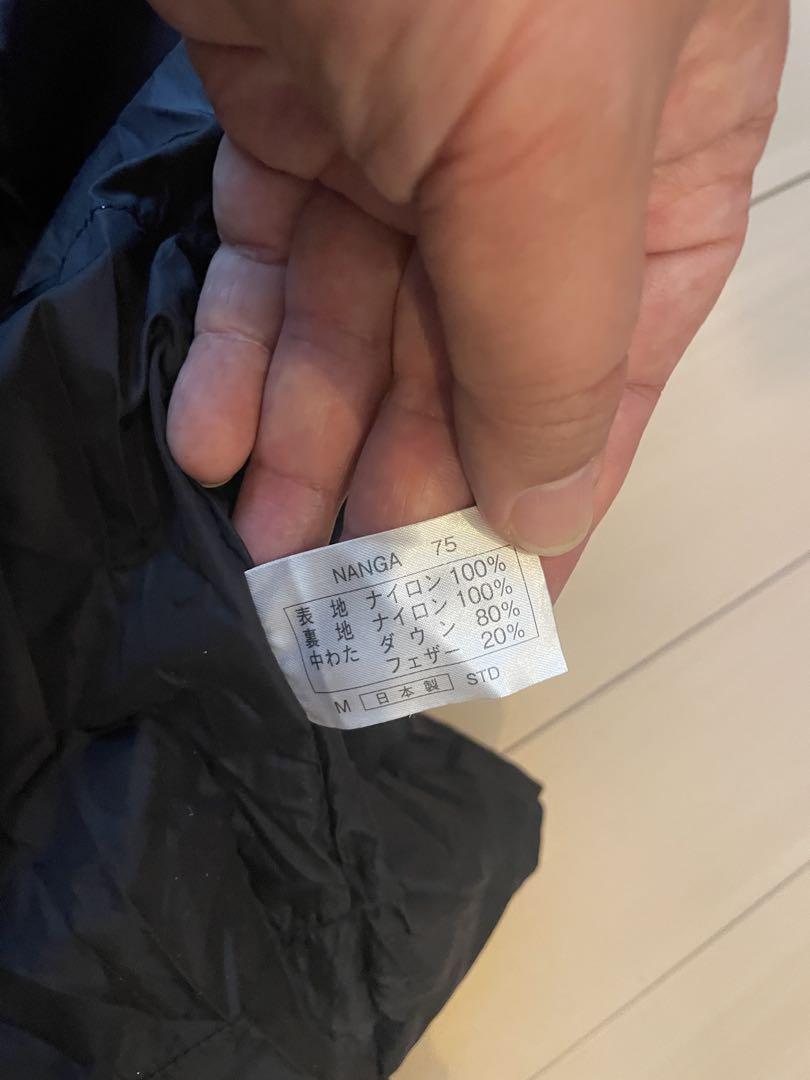 NANGA 75
表地 ナイロン 100%
裏地 ナイロン 100%
中わた ダウン 80%
フェザー 20%
M 日本製 STD